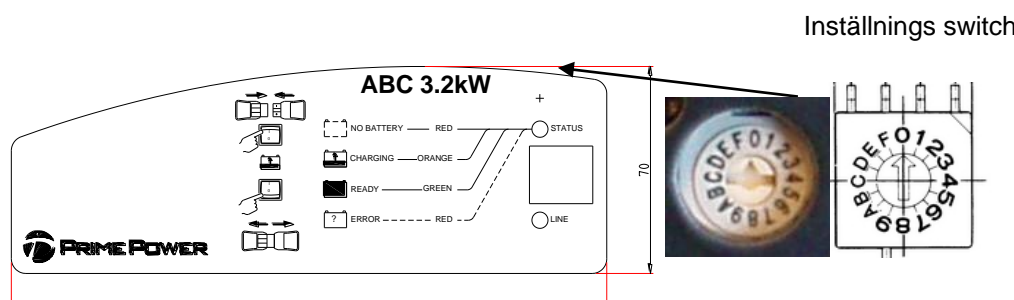 Inställnings switch
ABC 3.2kW
+
NO BATTERY RED STATUS
CHARGING ORANGE
READY GREEN
? ERROR RED
LINE
70
PRIME POWER
0123456789ABCDEF
0123456789ABCDEF